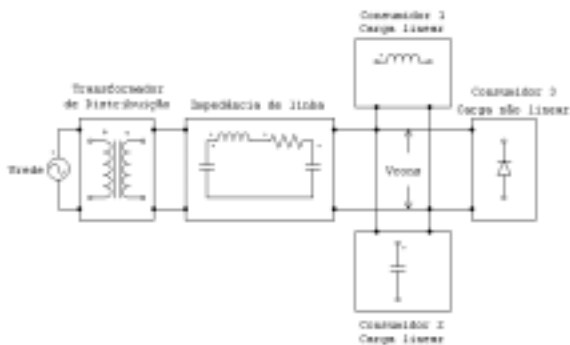 Consumidor 1
Carga linear
Transformador
de Distribuição
Impedância de linha
Consumidor 3
Carga não linear
Vrede
Vcons
Consumidor 2
Carga linear